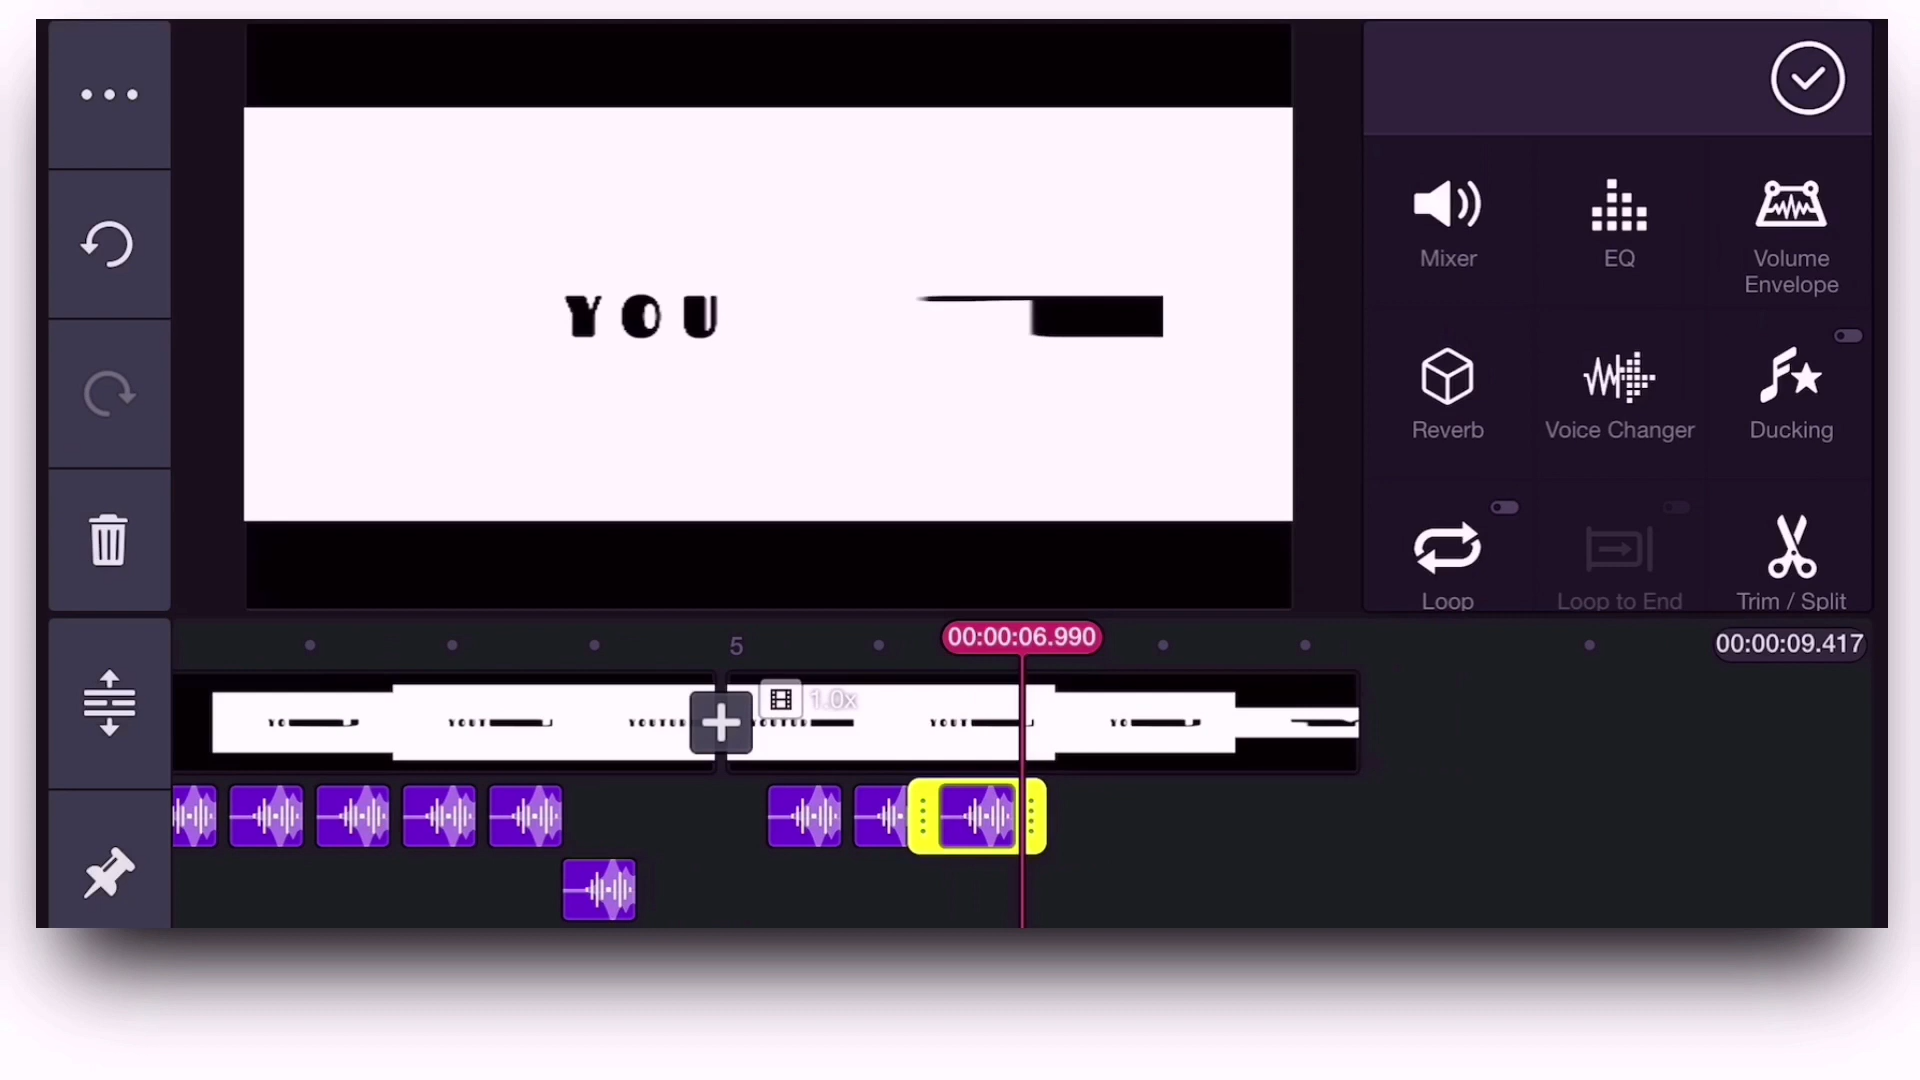 YOU
Mixer
EQ
Volume
Envelope
Reverb
Voice Changer
Ducking
Loop
Loop to End
Trim / Split
5
00:00:06.990
00:00:09.417
1.0x